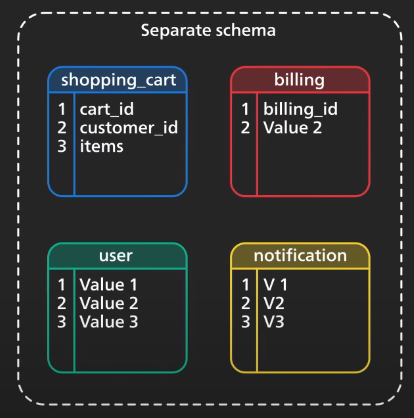 Separate schema
shopping_cart
1 cart_id
2 customer_id
3 items
billing
1 billing_id
2 Value 2
user
1 Value 1
2 Value 2
3 Value 3
notification
1 V 1
2 V2
3 V3